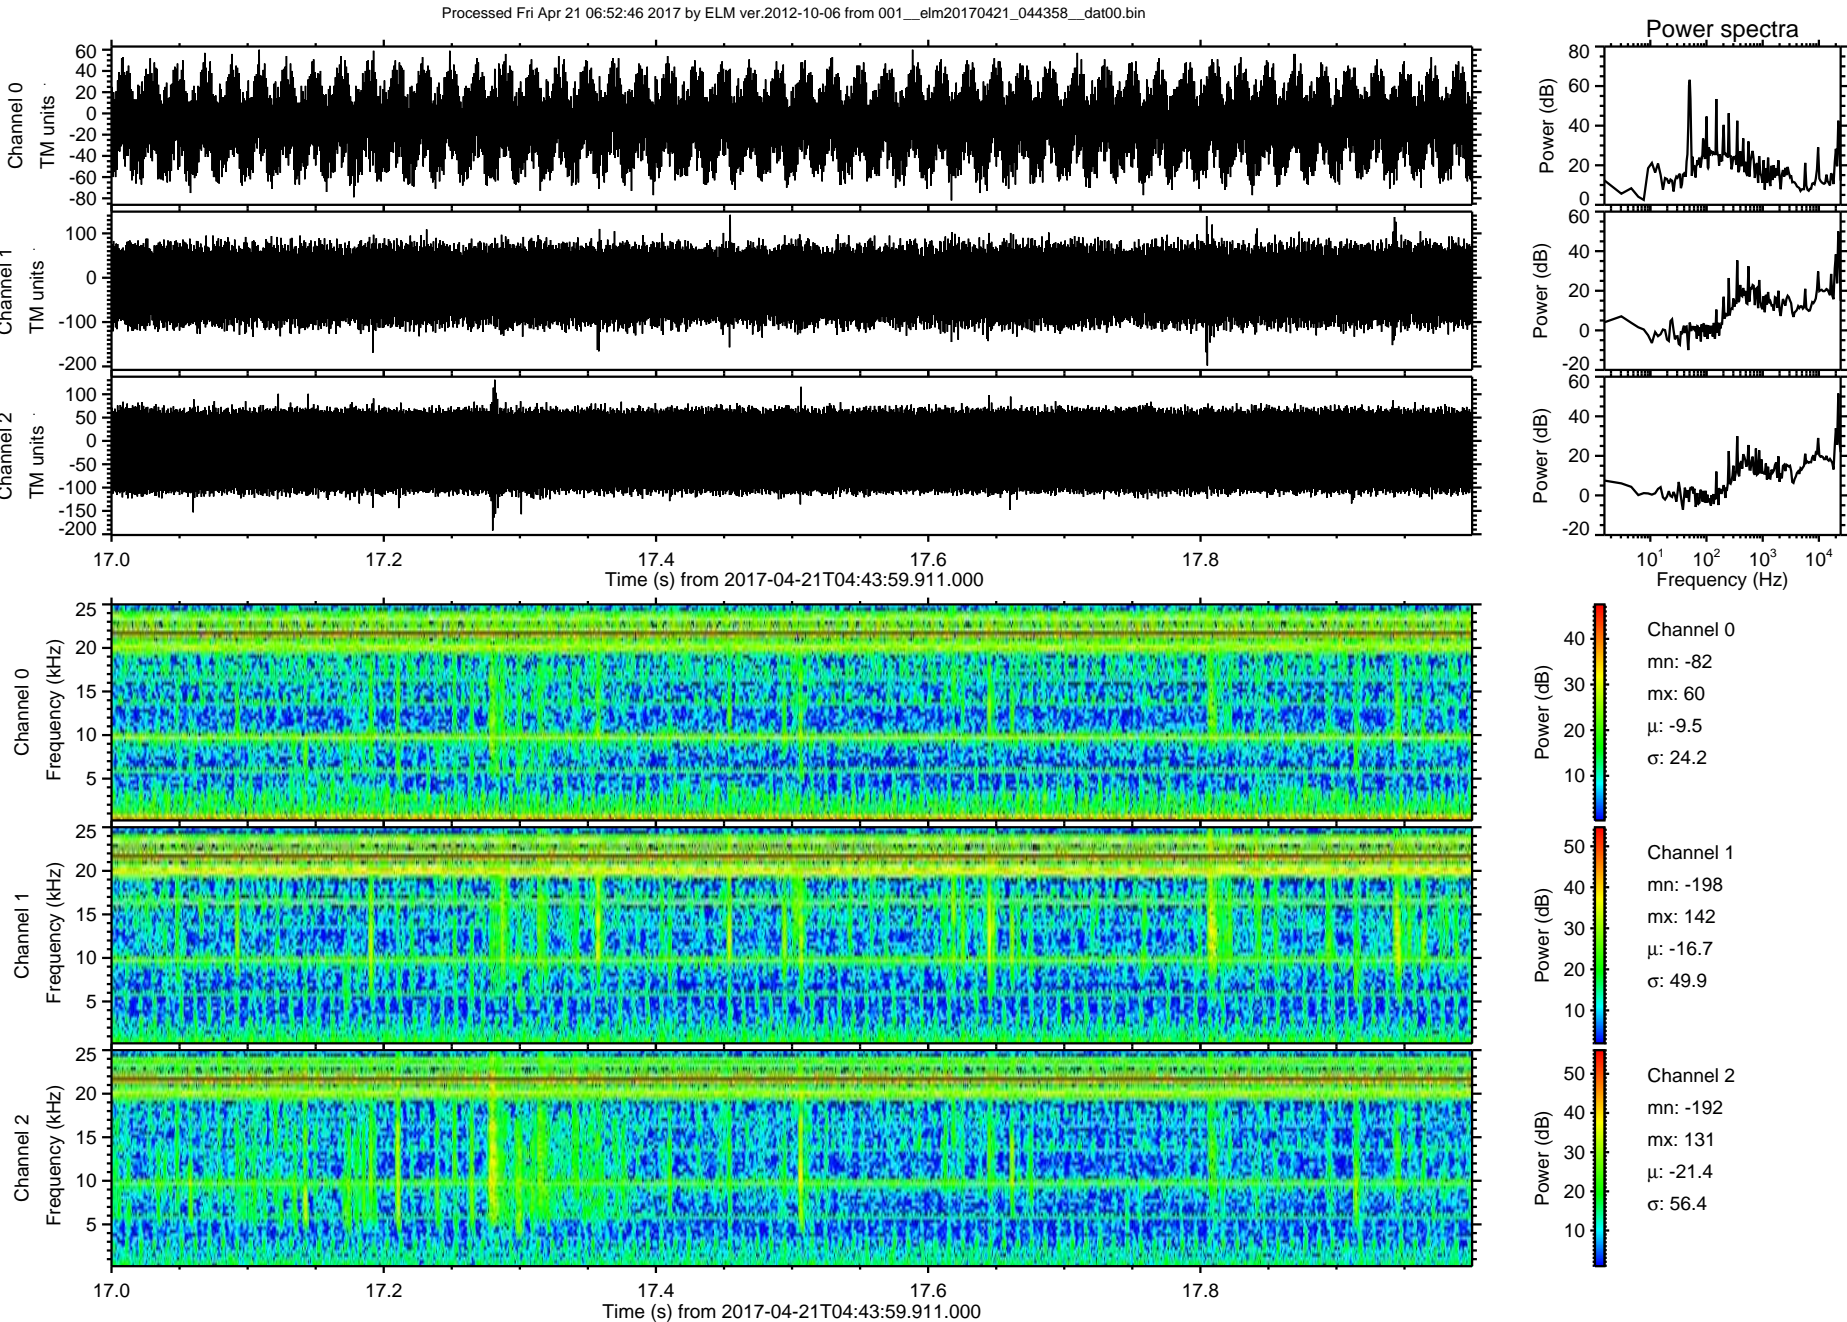 Processed Fri Apr 21 06:52:46 2017 by ELM ver.2012-10-06 from 001__elm20170421_044358__dat00.bin
Power spectra
Channel 0
TM units
60
40
20
0
-20
-40
-60
-80
Power (dB)
80
60
40
20
0
Channel 1
TM units
100
0
-100
-200
Power (dB)
60
40
20
0
-20
Channel 2
TM units
100
50
0
-50
-100
-150
-200
Power (dB)
60
40
20
0
-20
17.0 17.2 17.4 17.6 17.8
Time (s) from 2017-04-21T04:43:59.911.000
10¹ 10² 10³ 10⁴
Frequency (Hz)
Channel 0
Frequency (kHz)
25
20
15
10
5
Power (dB)
40
30
20
10
Channel 0
mn: -82
mx: 60
μ: -9.5
σ: 24.2
Channel 1
Frequency (kHz)
25
20
15
10
5
Power (dB)
50
40
30
20
10
Channel 1
mn: -198
mx: 142
μ: -16.7
σ: 49.9
Channel 2
Frequency (kHz)
25
20
15
10
5
Power (dB)
50
40
30
20
10
Channel 2
mn: -192
mx: 131
μ: -21.4
σ: 56.4
17.0 17.2 17.4 17.6 17.8
Time (s) from 2017-04-21T04:43:59.911.000